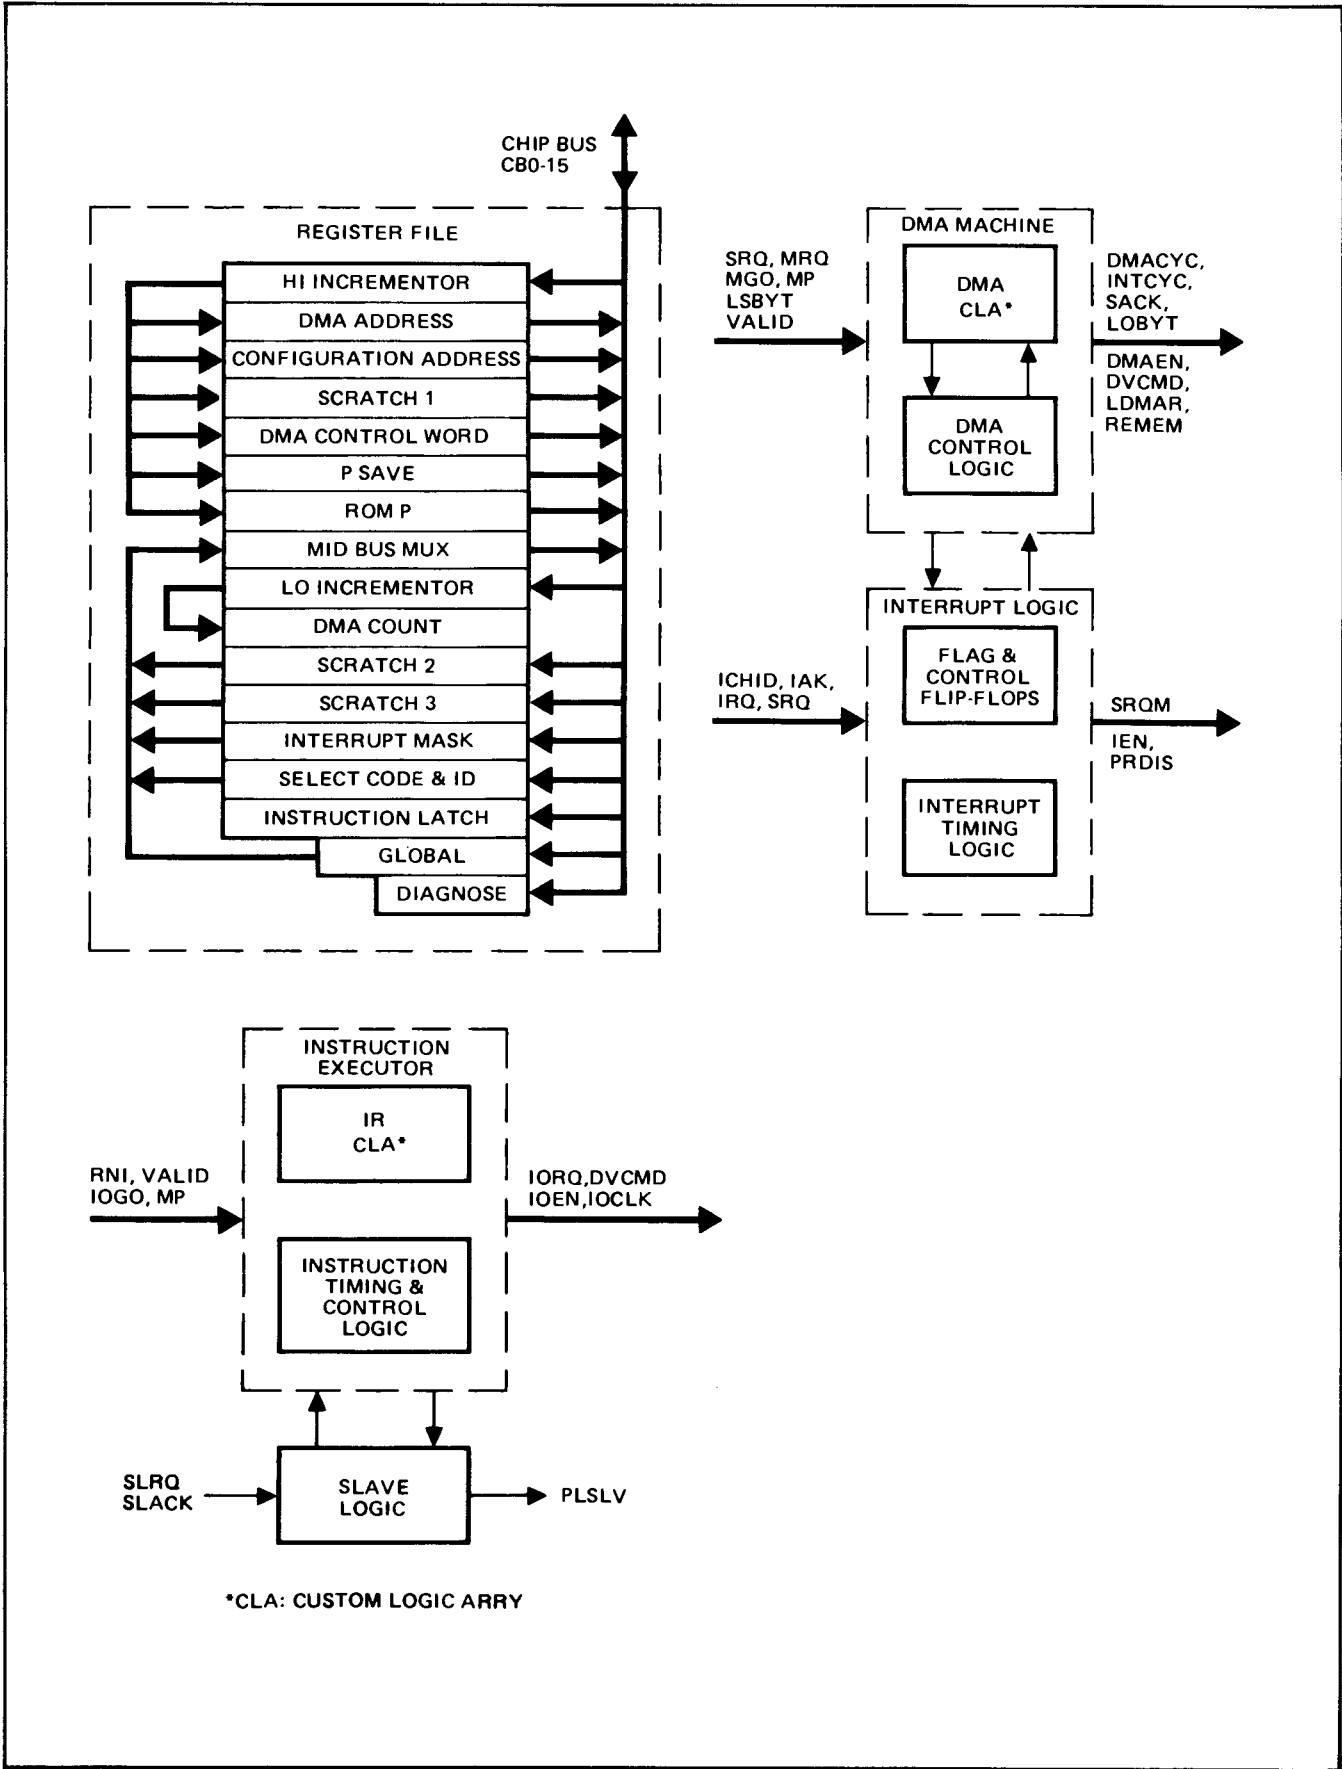 CHIP BUS
CB0-15
REGISTER FILE
HI INCREMENTOR
DMA ADDRESS
CONFIGURATION ADDRESS
SCRATCH 1
DMA CONTROL WORD
P SAVE
ROM P
MID BUS MUX
LO INCREMENTOR
DMA COUNT
SCRATCH 2
SCRATCH 3
INTERRUPT MASK
SELECT CODE & ID
INSTRUCTION LATCH
GLOBAL
DIAGNOSE
SRQ, MRQ
MGO, MP
LSBYT
VALID
DMA MACHINE
DMA
CLA*
DMA
CONTROL
LOGIC
DMACYC,
INTCYC,
SACK,
LOBYT
DMAEN,
DVCMD,
LDMAR,
REMEM
ICHID, IAK,
IRQ, SRQ
INTERRUPT LOGIC
FLAG &
CONTROL
FLIP-FLOPS
INTERRUPT
TIMING
LOGIC
SRQM
IEN,
PRDIS
INSTRUCTION
EXECUTOR
IR
CLA*
RNI, VALID
IOGO, MP
INSTRUCTION
TIMING &
CONTROL
LOGIC
IORQ,DVCMD
IOEN,IOCLK
SLRQ
SLACK
SLAVE
LOGIC
PLSLV
*CLA: CUSTOM LOGIC ARRY